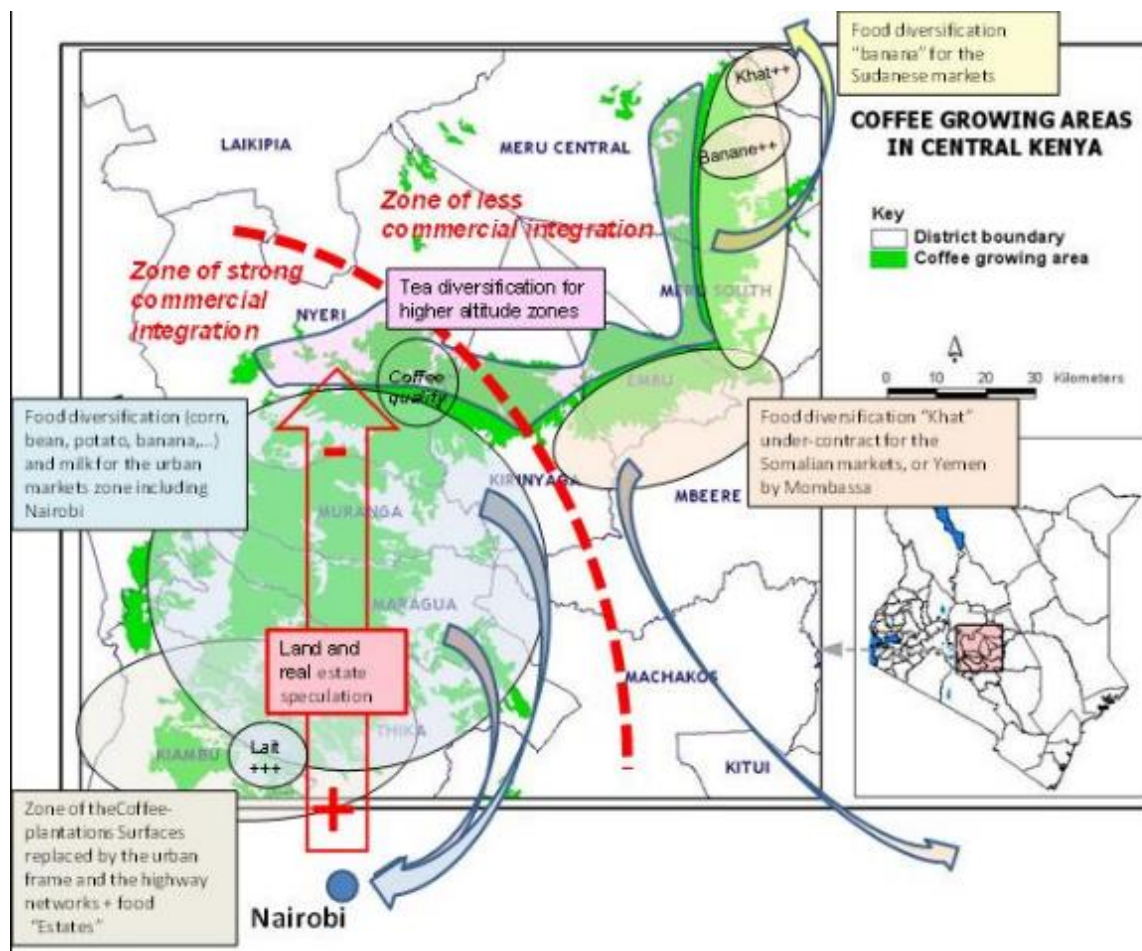 Food diversification
“banana” for the
Sudanese markets
COFFEE GROWING AREAS
IN CENTRAL KENYA
Key
District boundary
Coffee growing area
0 10 20 30 Kilometers
Khat++
Banane++
LAIKIPIA
MERU CENTRAL
Zone of less
commercial integration
Zone of strong
commercial
integration
Tea diversification for
higher altitude zones
MERU SOUTH
NYERI
Coffee
quality
EMBU
Food diversification (corn,
bean, potato, banana,...)
and milk for the urban
markets zone including
Nairobi
-
Food diversification “Khat”
under-contract for the
Somalian markets, or Yemen
by Mombassa
KIRINYAGA
MBEERE
MURANGA
MARAGUA
Land and
real estate
speculation
MACHAKOS
THIKA
KIAMBU
Lait
+++
KITUI
+
Zone of theCoffee-
plantations Surfaces
replaced by the urban
frame and the highway
networks + food
“Estates”
Nairobi